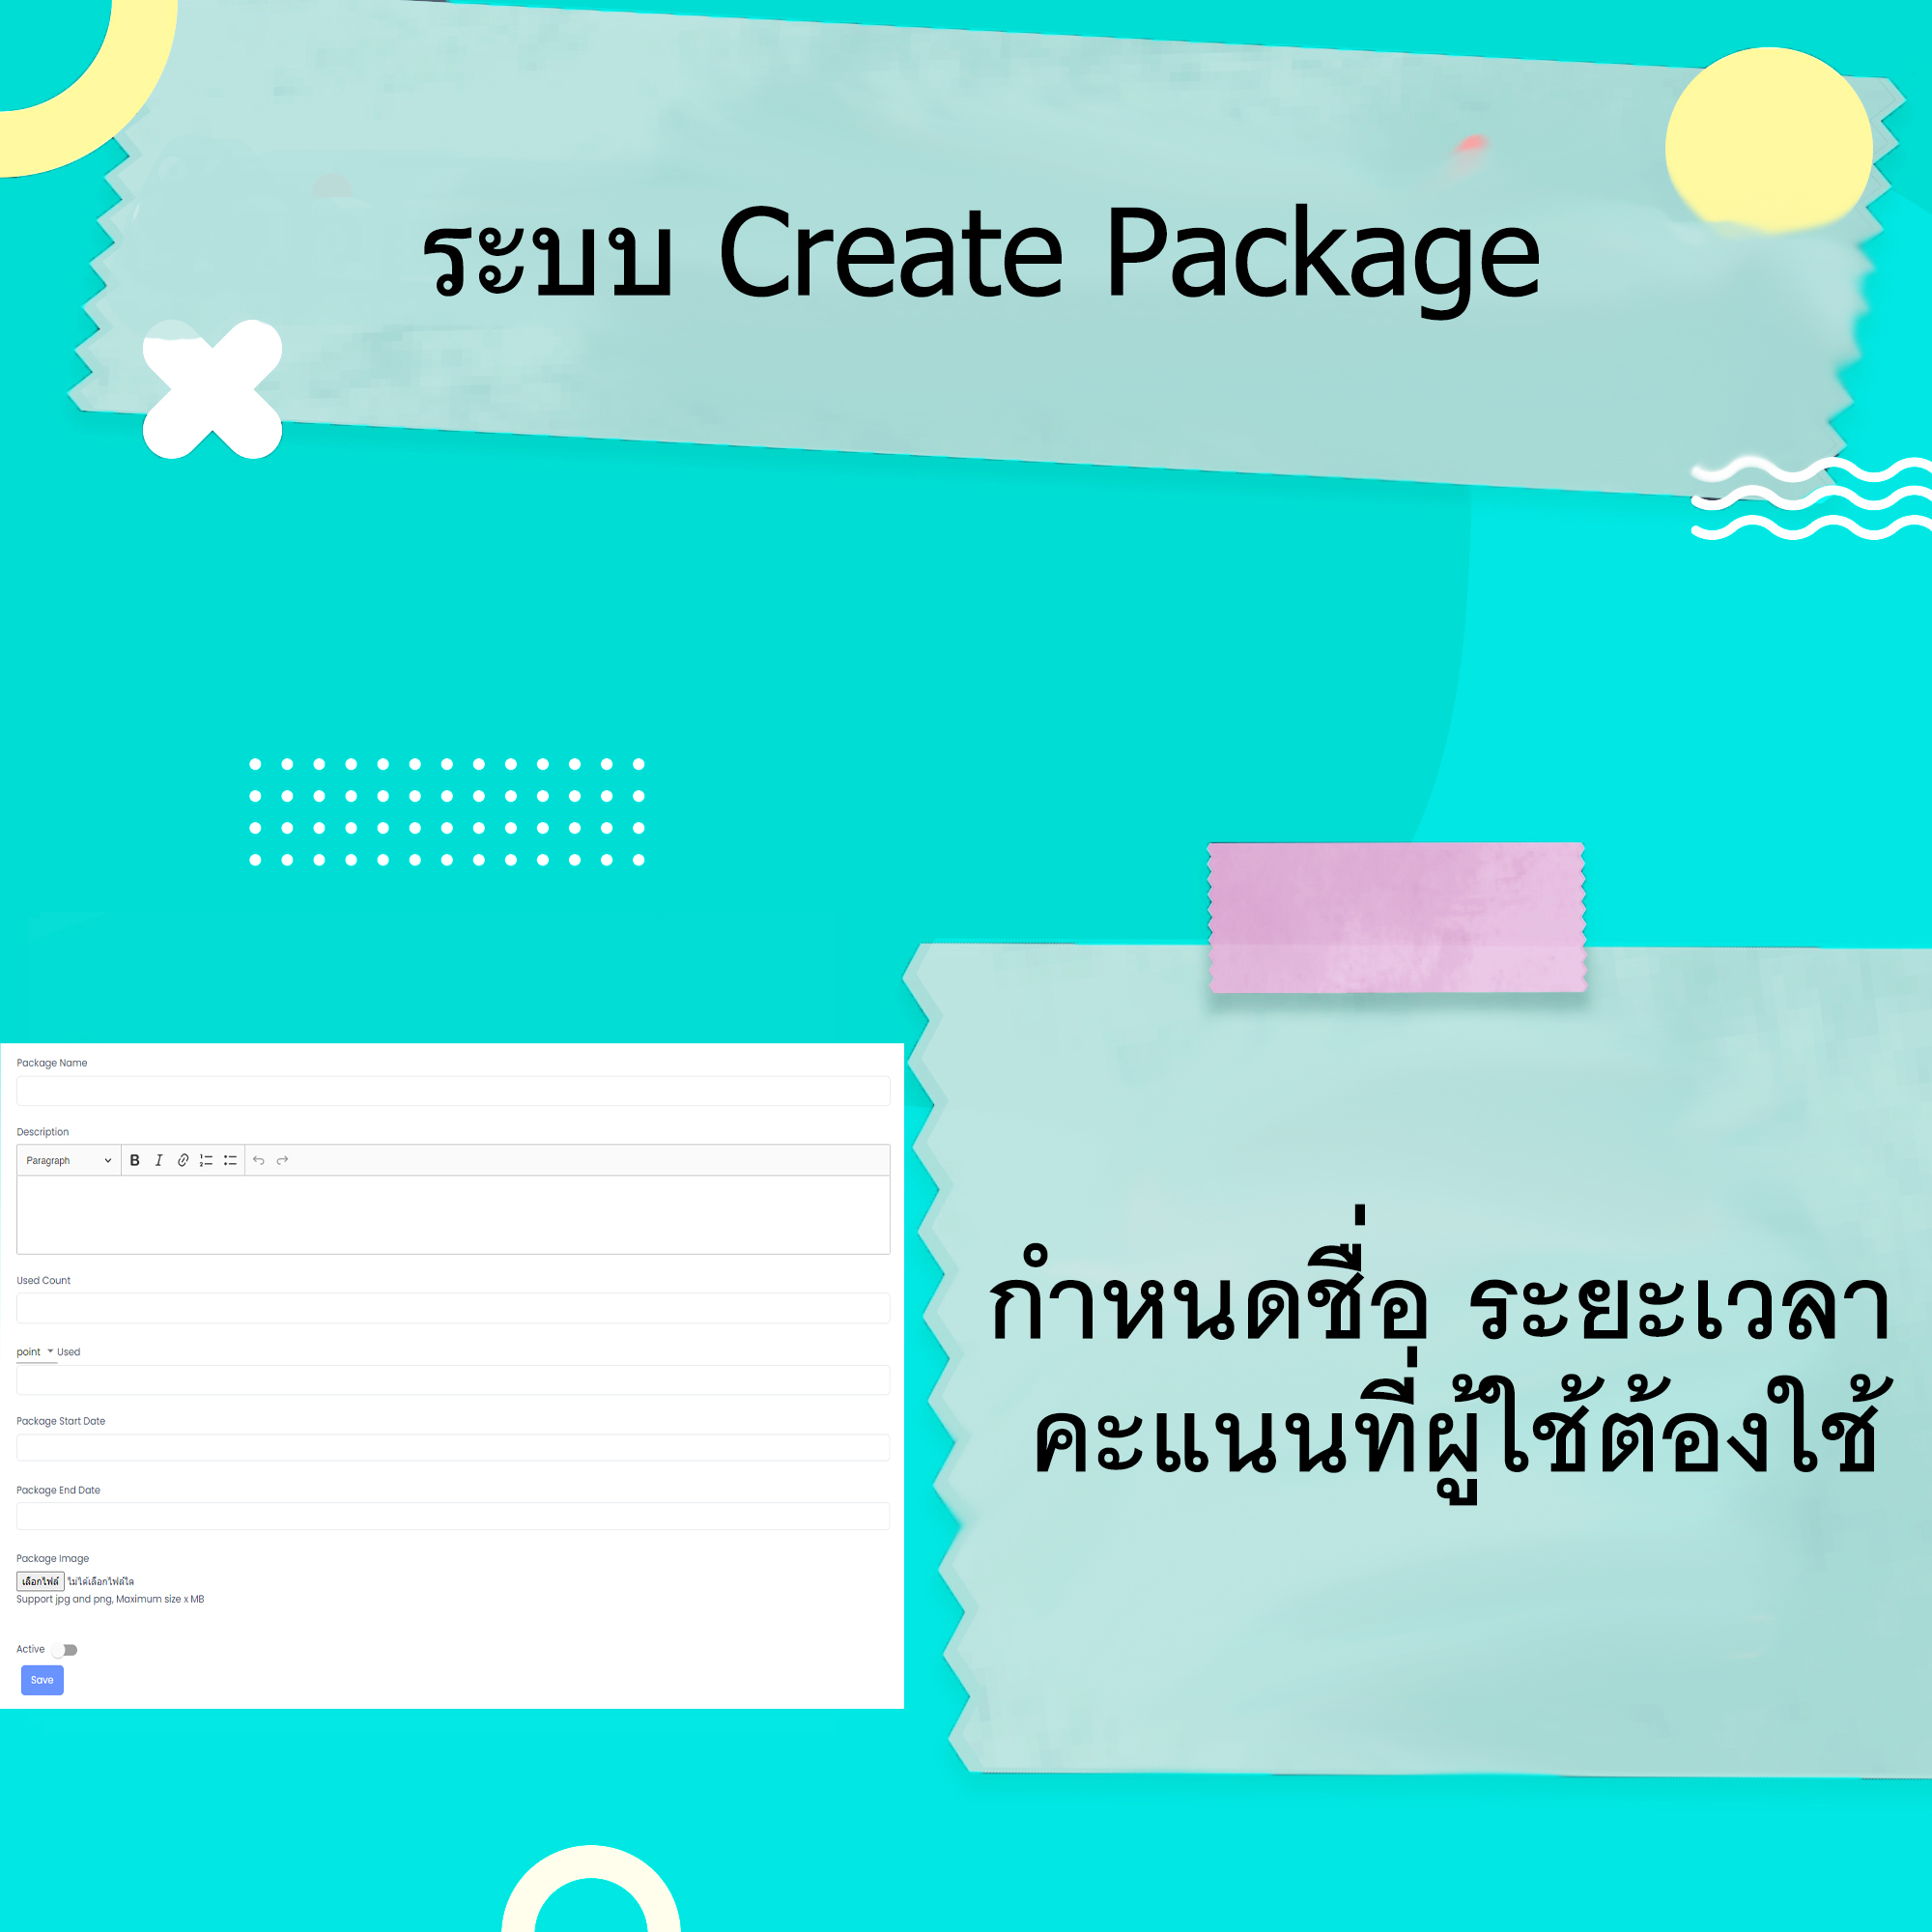 ระบบ Create Package
Package Name
Description
Paragraph
Used Count
point Used
Package Start Date
Package End Date
Package Image
เลือกไฟล์ ไม่ได้เลือกไฟล์ใด
Support jpg and png, Maximum size x MB
Active
Save
กำหนดชื่อ ระยะเวลา
คะแนนที่ผู้ใช้ต้องใช้